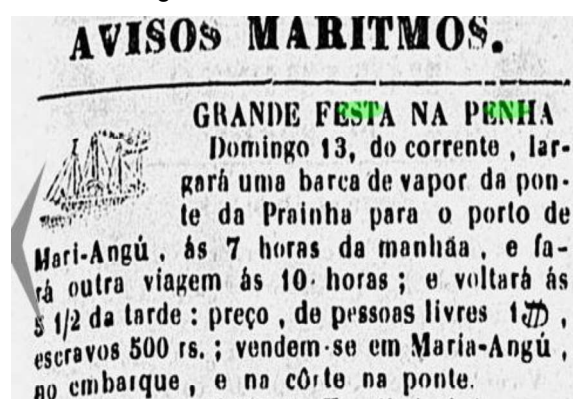 AVISOS MARITMOS.
GRANDE FESTA NA PENHA
Domingo 13, do corrente, lar-
gará uma barca de vapor da pon-
te da Prainha para o porto de
Mari-Angú, ás 7 horas da manhãa, e fa-
rá outra viagem ás 10 horas; e voltará ás
5 1/2 da tarde: preço, de pessoas livres
escravos 500 rs.; vendem-se em Maria-Angú,
ao embarque, e na côrte na ponte.